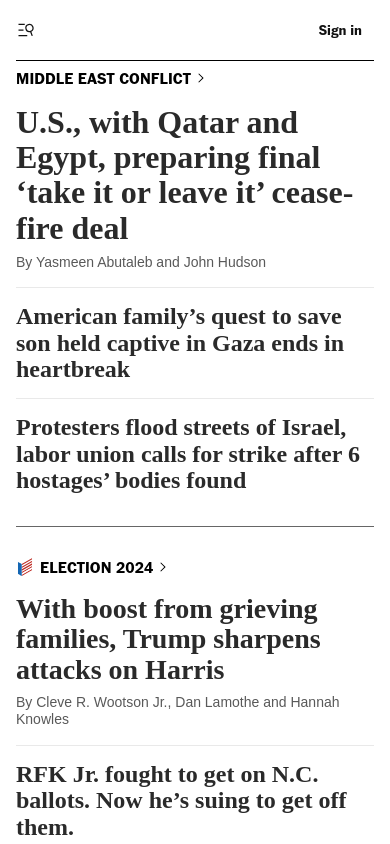 Sign in
MIDDLE EAST CONFLICT
U.S., with Qatar and
Egypt, preparing final
‘take it or leave it’ cease-
fire deal
By Yasmeen Abutaleb and John Hudson
American family’s quest to save
son held captive in Gaza ends in
heartbreak
Protesters flood streets of Israel,
labor union calls for strike after 6
hostages’ bodies found
ELECTION 2024
With boost from grieving
families, Trump sharpens
attacks on Harris
By Cleve R. Wootson Jr., Dan Lamothe and Hannah
Knowles
RFK Jr. fought to get on N.C.
ballots. Now he’s suing to get off
them.